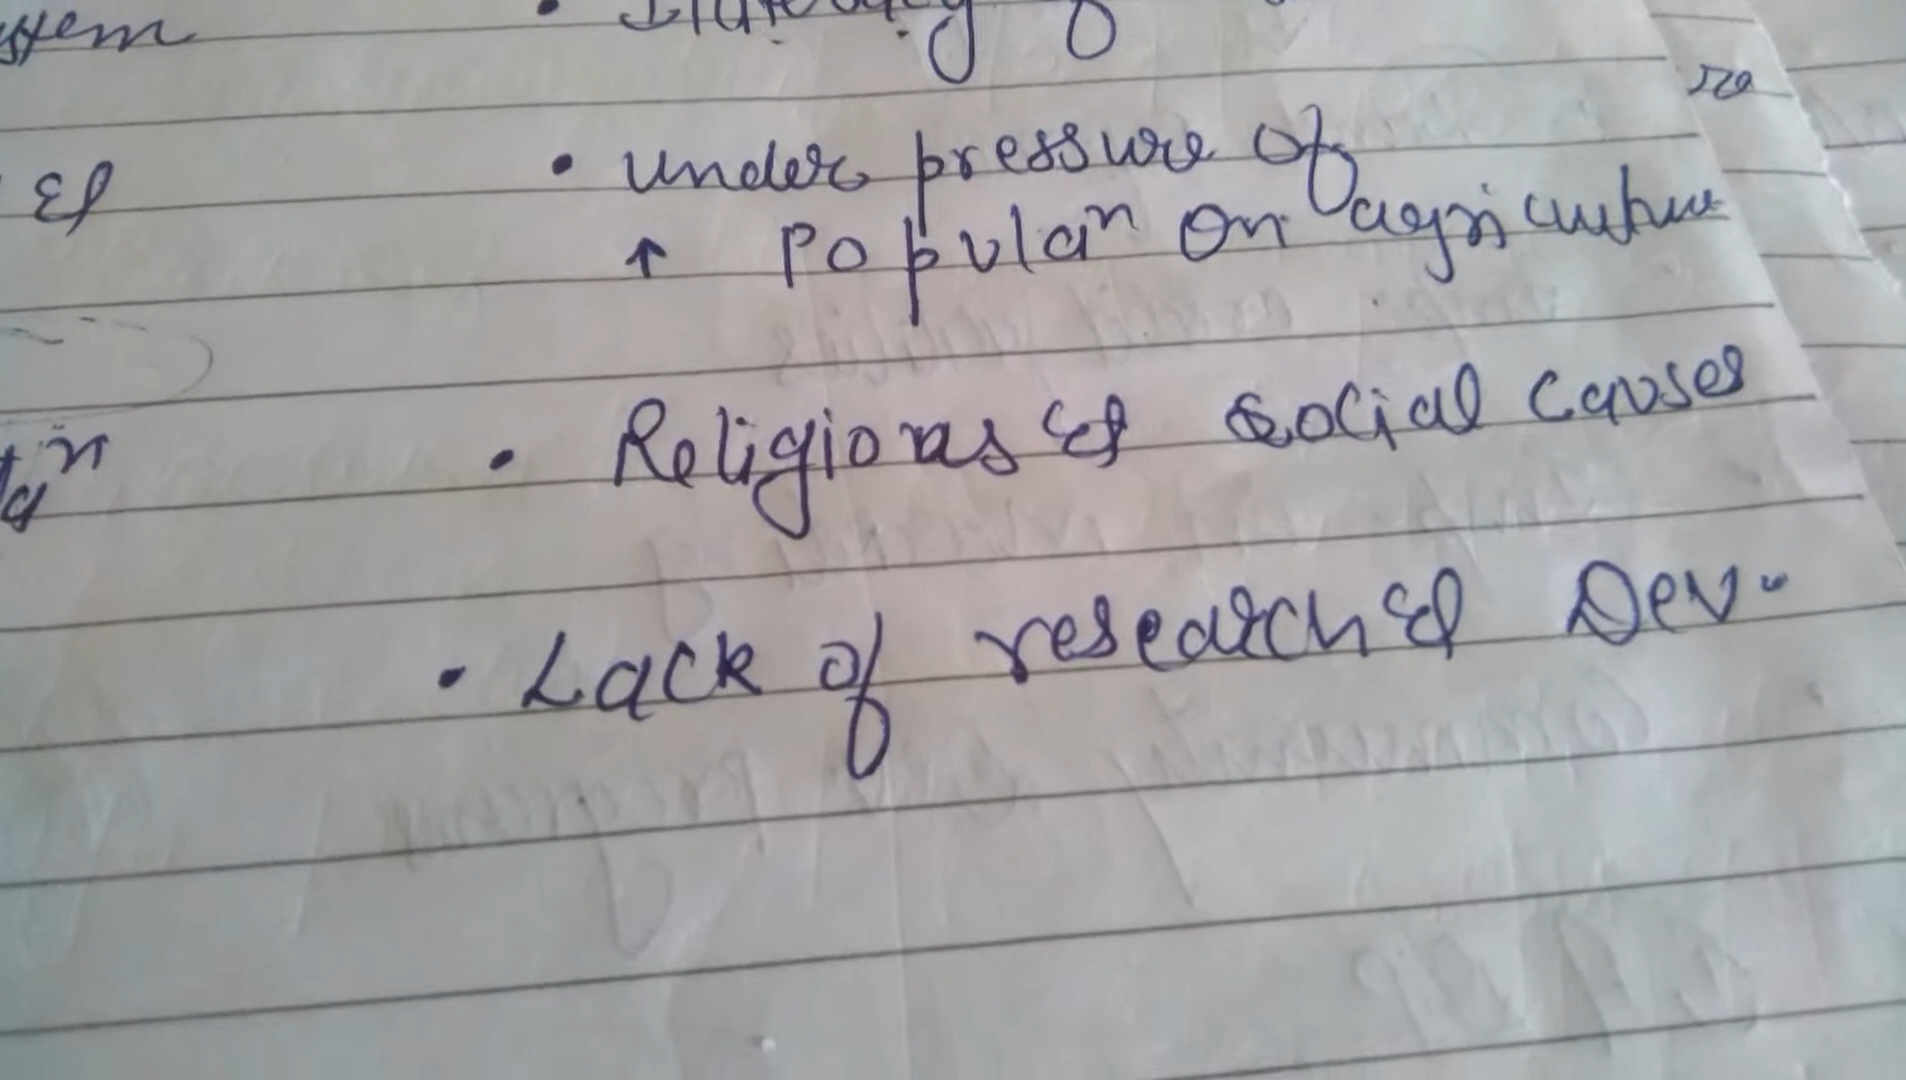 • under pressure of
↑ Populaⁿ on agriculture
• Religious & social causes
• Lack of research & Dev.